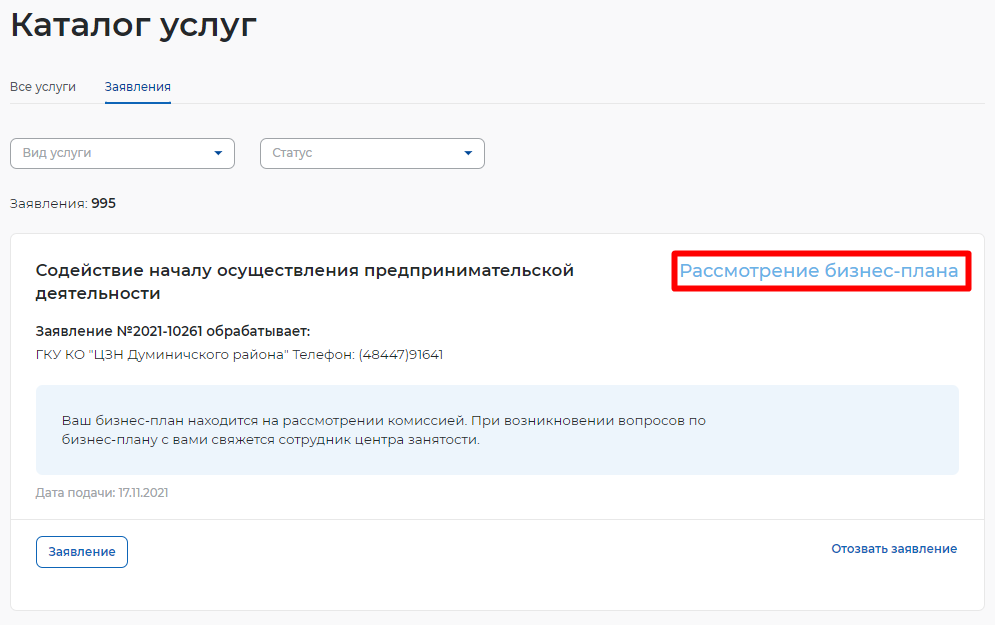 Каталог услуг
Все услуги
Заявления
Вид услуги
Статус
Заявления: 995
Содействие началу осуществления предпринимательской
деятельности
Рассмотрение бизнес-плана
Заявление №2021-10261 обрабатывает:
ГКУ КО "ЦЗН Думиничского района" Телефон: (48447)91641
Ваш бизнес-план находится на рассмотрении комиссией. При возникновении вопросов по
бизнес-плану с вами свяжется сотрудник центра занятости.
Дата подачи: 17.11.2021
Заявление
Отозвать заявление